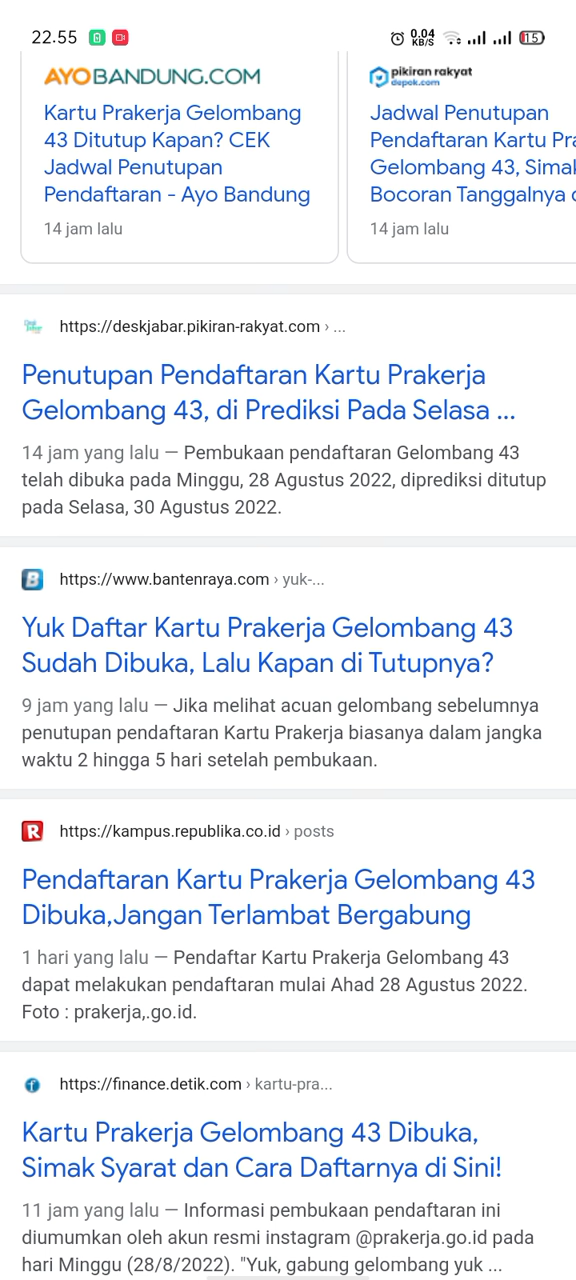 22.55
0.04
KB/S
15
AYOBANDUNG.COM
Kartu Prakerja Gelombang
43 Ditutup Kapan? CEK
Jadwal Penutupan
Pendaftaran - Ayo Bandung
14 jam lalu
pikiran rakyat
depok.com
Jadwal Penutupan
Pendaftaran Kartu Pra
Gelombang 43, Simak
Bocoran Tanggalnya
14 jam lalu
https://deskjabar.pikiran-rakyat.com › ...
Penutupan Pendaftaran Kartu Prakerja
Gelombang 43, di Prediksi Pada Selasa ...
14 jam yang lalu — Pembukaan pendaftaran Gelombang 43
telah dibuka pada Minggu, 28 Agustus 2022, diprediksi ditutup
pada Selasa, 30 Agustus 2022.
B
https://www.bantenraya.com › yuk-...
Yuk Daftar Kartu Prakerja Gelombang 43
Sudah Dibuka, Lalu Kapan di Tutupnya?
9 jam yang lalu — Jika melihat acuan gelombang sebelumnya
penutupan pendaftaran Kartu Prakerja biasanya dalam jangka
waktu 2 hingga 5 hari setelah pembukaan.
R
https://kampus.republika.co.id › posts
Pendaftaran Kartu Prakerja Gelombang 43
Dibuka,Jangan Terlambat Bergabung
1 hari yang lalu — Pendaftar Kartu Prakerja Gelombang 43
dapat melakukan pendaftaran mulai Ahad 28 Agustus 2022.
Foto : prakerja,.go.id.
f
https://finance.detik.com › kartu-pra...
Kartu Prakerja Gelombang 43 Dibuka,
Simak Syarat dan Cara Daftarnya di Sini!
11 jam yang lalu — Informasi pembukaan pendaftaran ini
diumumkan oleh akun resmi instagram @prakerja.go.id pada
hari Minggu (28/8/2022). "Yuk, gabung gelombang yuk ...